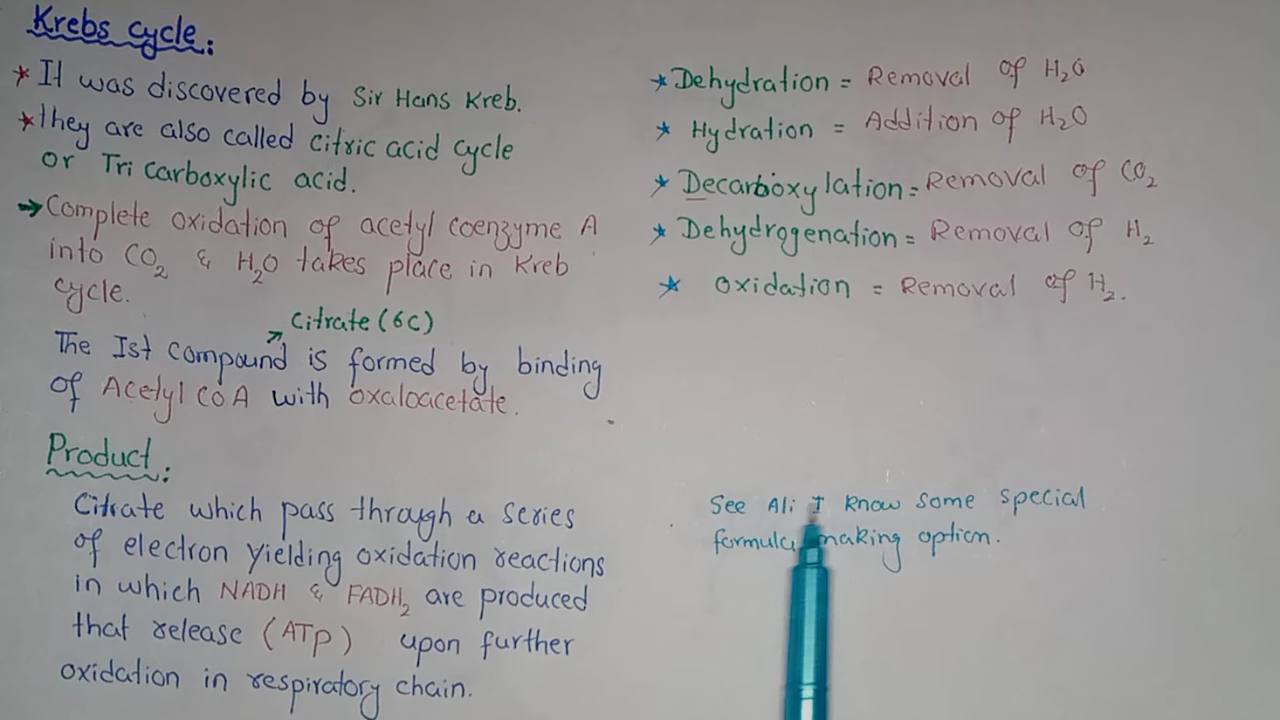 Krebs cycle:
* It was discovered by Sir Hans Kreb.
* they are also called Citric acid cycle
or Tri carboxylic acid.
→ Complete oxidation of acetyl coenzyme A
into CO₂ & H₂O takes place in Kreb
cycle.
Citrate (6C)
The Ist compound is formed by binding
of Acetyl COA with oxaloacetate.
Product:
Citrate which pass through a series
of electron yielding oxidation reactions
in which NADH & FADH₂ are produced
that release (ATP) upon further
oxidation in respiratory chain.
* Dehydration = Removal of H₂O
* Hydration = Addition of H₂O
* Decarboxylation = Removal of CO₂
* Dehydrogenation = Removal of H₂
* Oxidation = Removal of H₂.
See Ali I know some special
formula making option.